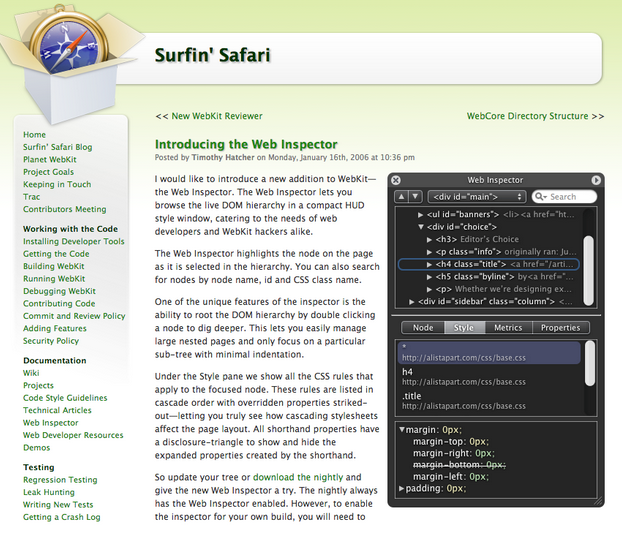 Surfin' Safari
<< New WebKit Reviewer
WebCore Directory Structure >>
Home
Surfin' Safari Blog
Planet WebKit
Project Goals
Keeping in Touch
Trac
Contributors Meeting
Working with the Code
Installing Developer Tools
Getting the Code
Building WebKit
Running WebKit
Debugging WebKit
Contributing Code
Commit and Review Policy
Adding Features
Security Policy
Documentation
Wiki
Projects
Code Style Guidelines
Technical Articles
Web Inspector
Web Developer Resources
Demos
Testing
Regression Testing
Leak Hunting
Writing New Tests
Getting a Crash Log
Introducing the Web Inspector
Posted by Timothy Hatcher on Monday, January 16th, 2006 at 10:36 pm
I would like to introduce a new addition to WebKit—
the Web Inspector. The Web Inspector lets you
browse the live DOM hierarchy in a compact HUD
style window, catering to the needs of web
developers and WebKit hackers alike.
The Web Inspector highlights the node on the page
as it is selected in the hierarchy. You can also search
for nodes by node name, id and CSS class name.
One of the unique features of the inspector is the
ability to root the DOM hierarchy by double clicking
a node to dig deeper. This lets you easily manage
large nested pages and only focus on a particular
sub-tree with minimal indentation.
Under the Style pane we show all the CSS rules that
apply to the focused node. These rules are listed in
cascade order with overridden properties striked-
out—letting you truly see how cascading stylesheets
affect the page layout. All shorthand properties have
a disclosure-triangle to show and hide the
expanded properties created by the shorthand.
So update your tree or download the nightly and
give the new Web Inspector a try. The nightly always
has the Web Inspector enabled. However, to enable
the inspector for your own build, you will need to
Web Inspector
<div id="main">
Search
<ul id="banners"> <li><a href="ht...
<div id="choice">
<h3> Editor's Choice
<p class="info"> originally ran: Ju...
<h4 class="title"> <a href="/arti...
<h5 class="byline"> by <a href="...
<p> Whether we're designing ex...
<div id="sidebar" class="column"> <...
Node Style Metrics Properties
*
http://alistapart.com/css/base.css
h4
http://alistapart.com/css/base.css
.title
http://alistapart.com/css/base.css
margin: 0px;
margin-top: 0px;
margin-right: 0px;
margin-bottom: 0px;
margin-left: 0px;
padding: 0px;